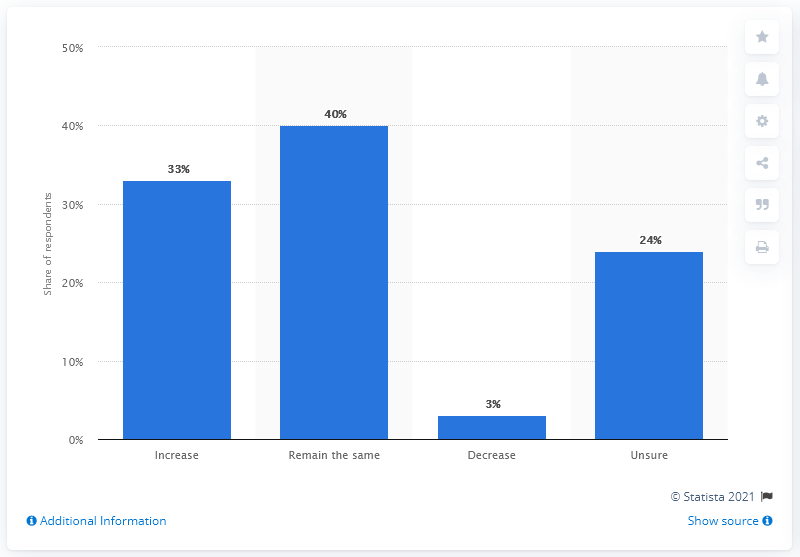 50%
40%
30%
20%
10%
0%
Share of respondents
33%
40%
3%
24%
Increase
Remain the same
Decrease
Unsure
© Statista 2021
Additional Information
Show source